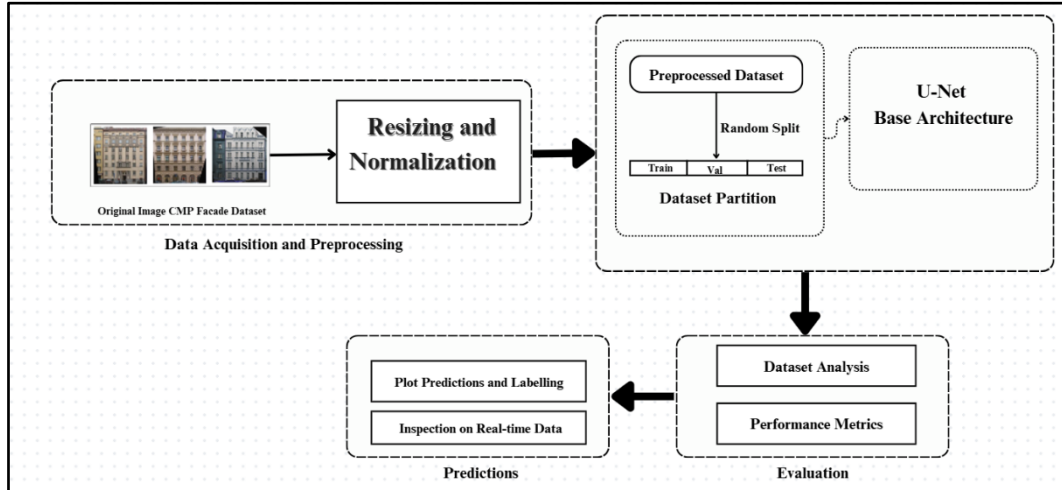 Resizing and
Normalization
Original Image CMP Facade Dataset
Data Acquisition and Preprocessing
Preprocessed Dataset
Random Split
Train Val Test
Dataset Partition
U-Net
Base Architecture
Dataset Analysis
Performance Metrics
Evaluation
Plot Predictions and Labelling
Inspection on Real-time Data
Predictions